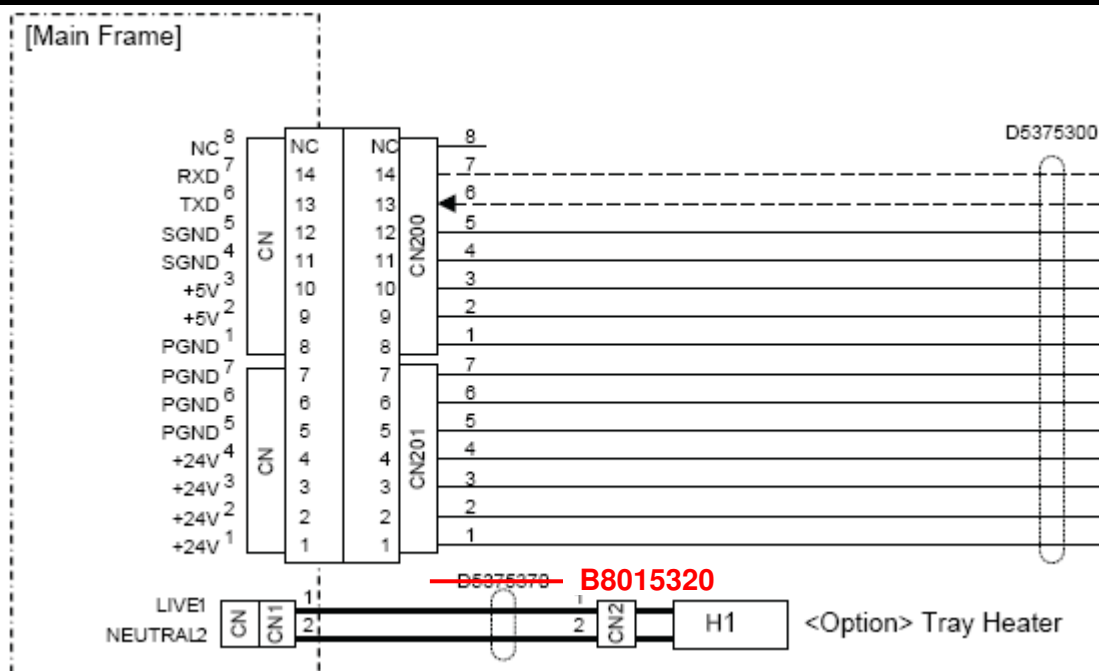 [Main Frame]
D5375300
NC 8 NC NC 8
RXD 7 14 14 7
TXD 6 13 13 6
SGND 5 12 12 5
SGND 4 11 11 4
+5V 3 10 10 3
+5V 2 9 9 2
PGND 1 8 8 1
CN CN200
PGND 7 7 7 7
PGND 6 6 6 6
PGND 5 5 5 5
+24V 4 4 4 4
+24V 3 3 3 3
+24V 2 2 2 2
+24V 1 1 1 1
CN CN201
D5375370 B8015320
LIVE1 1 1
NEUTRAL2 2 2
CN CN1 CN2 H1 <Option> Tray Heater